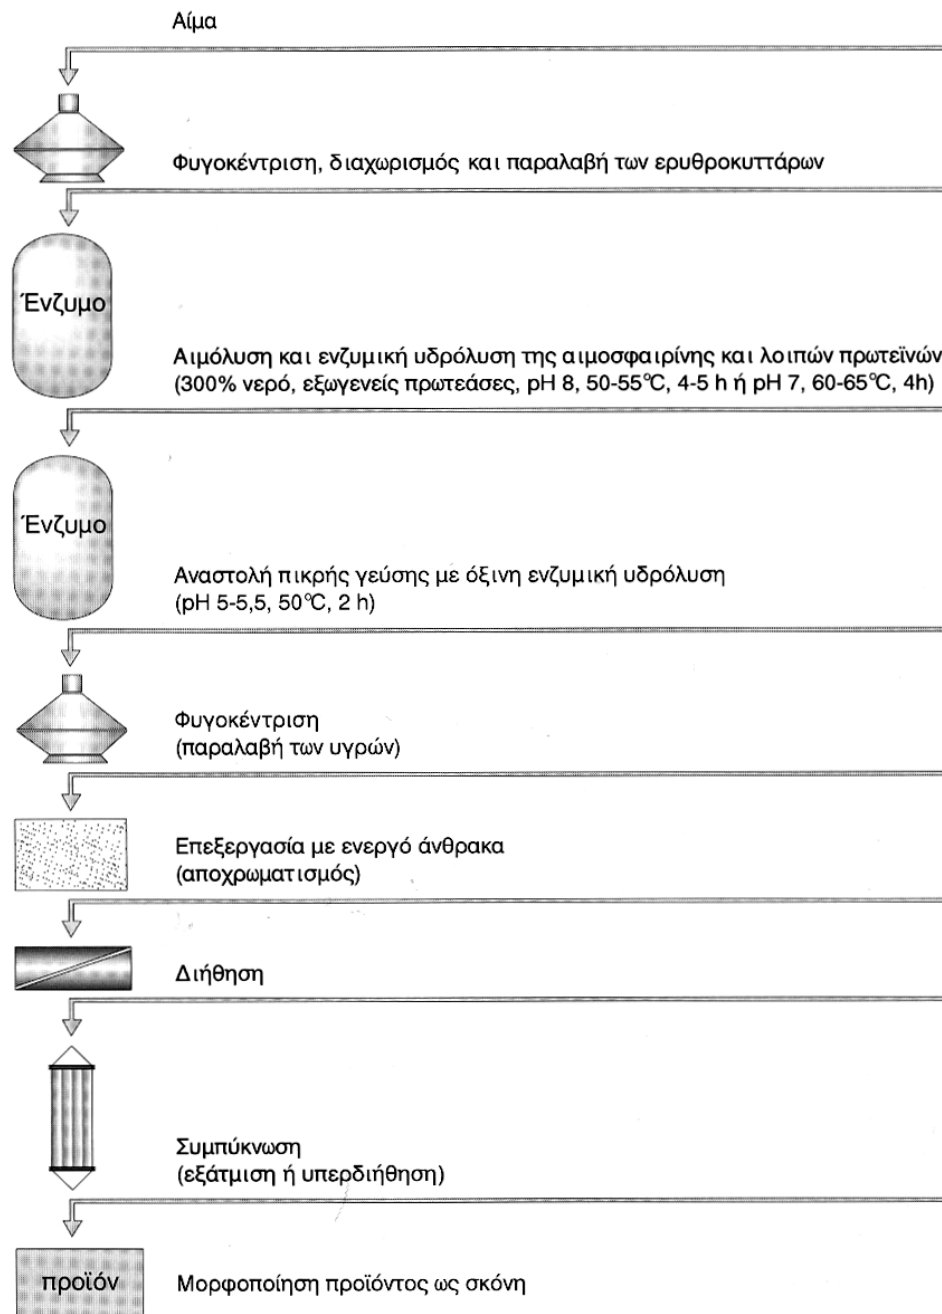 Αίμα
Φυγοκέντριση, διαχωρισμός και παραλαβή των ερυθροκυττάρων
Ένζυμο
Αιμόλυση και ενζυμική υδρόλυση της αιμοσφαιρίνης και λοιπών πρωτεϊνών
(300% νερό, εξωγενείς πρωτεάσες, pH 8, 50-55°C, 4-5 h ή pH 7, 60-65°C, 4h)
Ένζυμο
Αναστολή πικρής γεύσης με όξινη ενζυμική υδρόλυση
(pH 5-5,5, 50°C, 2 h)
Φυγοκέντριση
(παραλαβή των υγρών)
Επεξεργασία με ενεργό άνθρακα
(αποχρωματισμός)
Διήθηση
Συμπύκνωση
(εξάτμιση ή υπερδιήθηση)
προϊόν
Μορφοποίηση προϊόντος ως σκόνη